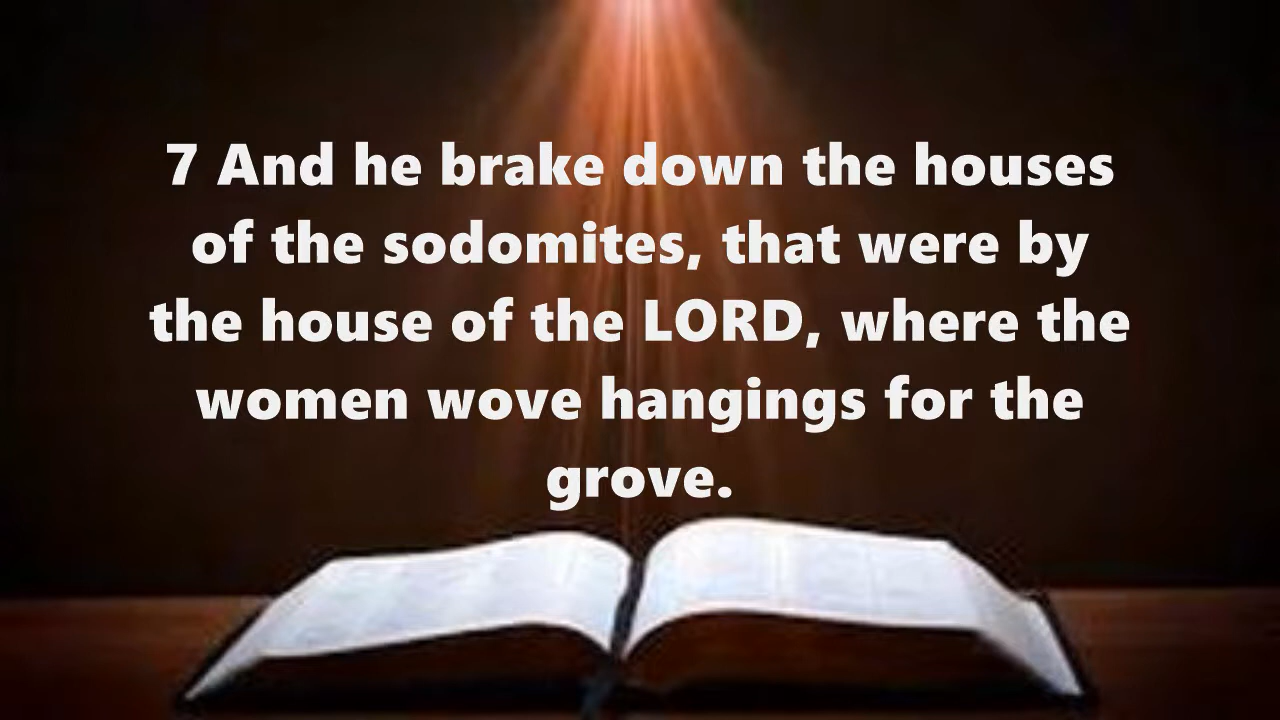 7 And he brake down the houses
of the sodomites, that were by
the house of the LORD, where the
women wove hangings for the
grove.